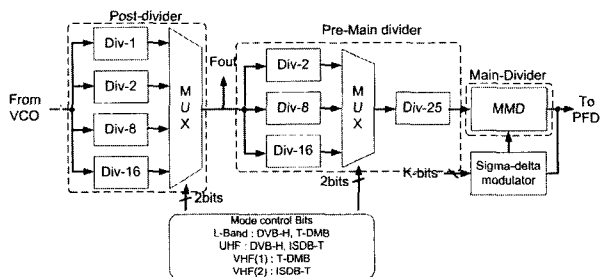 Post-divider
Pre-Main divider
Div-1
Div-2
Div-8
Div-16
From
VCO
M
U
X
Fout
Div-2
Div-8
Div-16
M
U
X
Div-25
Main-Divider
MMD
To
PFD
Sigma-delta
modulator
K-bits
2bits
2bits
Mode control Bits
L-Band : DVB-H, T-DMB
UHF : DVB-H, ISDB-T
VHF(1) : T-DMB
VHF(2) : ISDB-T